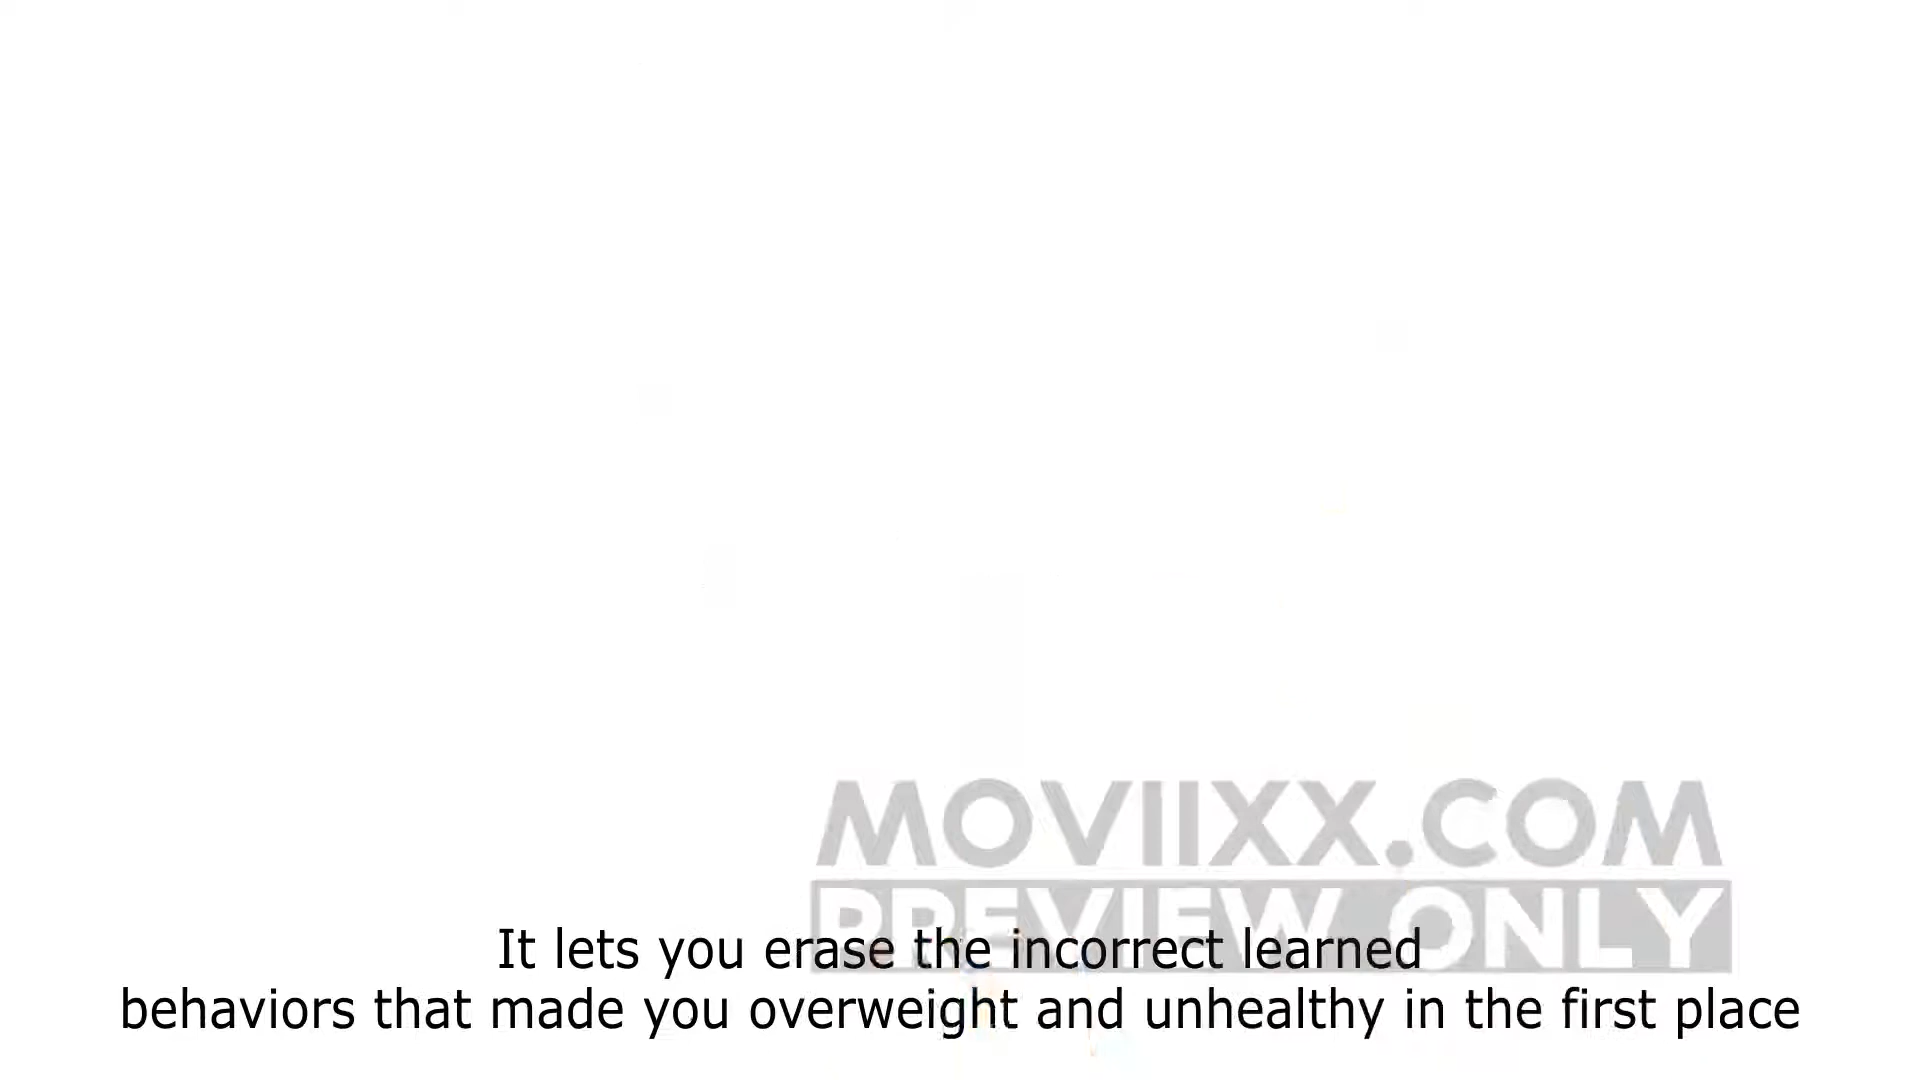 MOVIIXX.COM
PREVIEW ONLY
It lets you erase the incorrect learned
behaviors that made you overweight and unhealthy in the first place